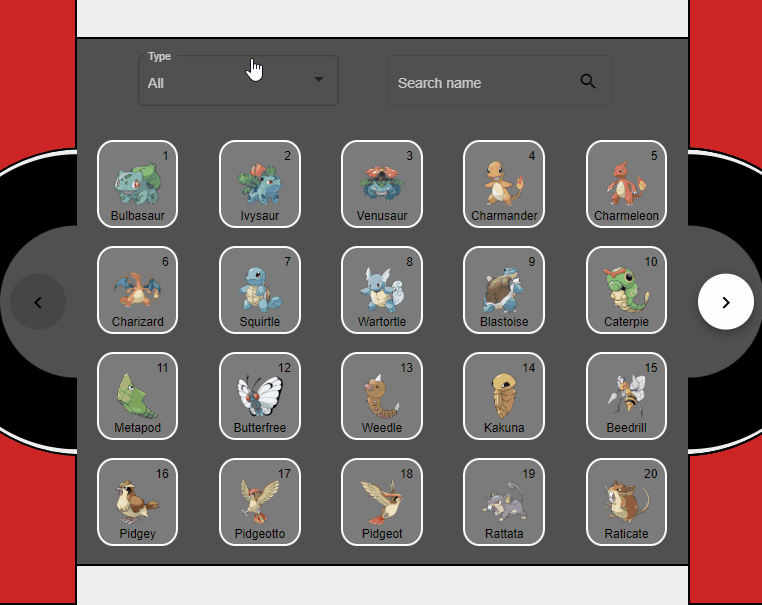 Type
All
Search name
1
Bulbasaur
2
Ivysaur
3
Venusaur
4
Charmander
5
Charmeleon
6
Charizard
7
Squirtle
8
Wartortle
9
Blastoise
10
Caterpie
11
Metapod
12
Butterfree
13
Weedle
14
Kakuna
15
Beedrill
16
Pidgey
17
Pidgeotto
18
Pidgeot
19
Rattata
20
Raticate